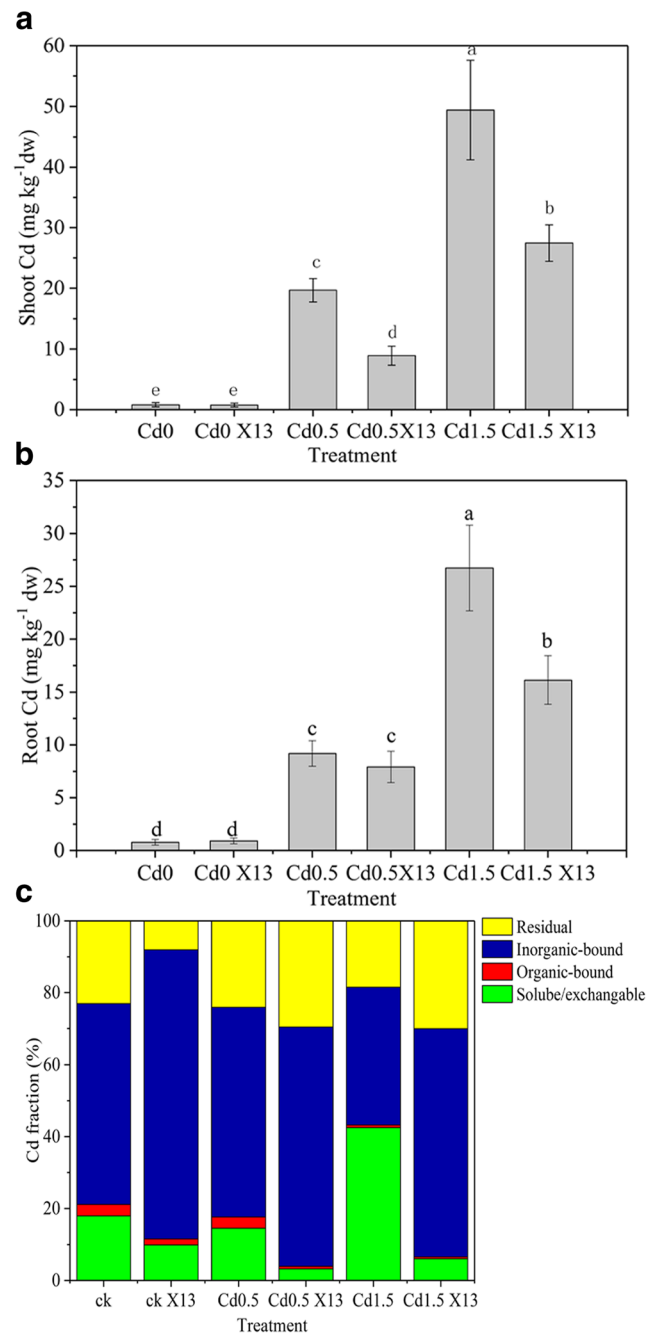 a
60
50
40
30
20
10
0
Shoot Cd (mg kg⁻¹dw)
e
e
c
d
a
b
Cd0
Cd0 X13
Cd0.5
Cd0.5X13
Cd1.5
Cd1.5 X13
Treatment
b
35
30
25
20
15
10
5
0
Root Cd (mg kg⁻¹ dw)
d
d
c
c
a
b
Cd0
Cd0 X13
Cd0.5
Cd0.5X13
Cd1.5
Cd1.5 X13
Treatment
c
100
80
60
40
20
0
Cd fraction (%)
Residual
Inorganic-bound
Organic-bound
Solube/exchangable
ck
ck X13
Cd0.5
Cd0.5 X13
Cd1.5
Cd1.5 X13
Treatment